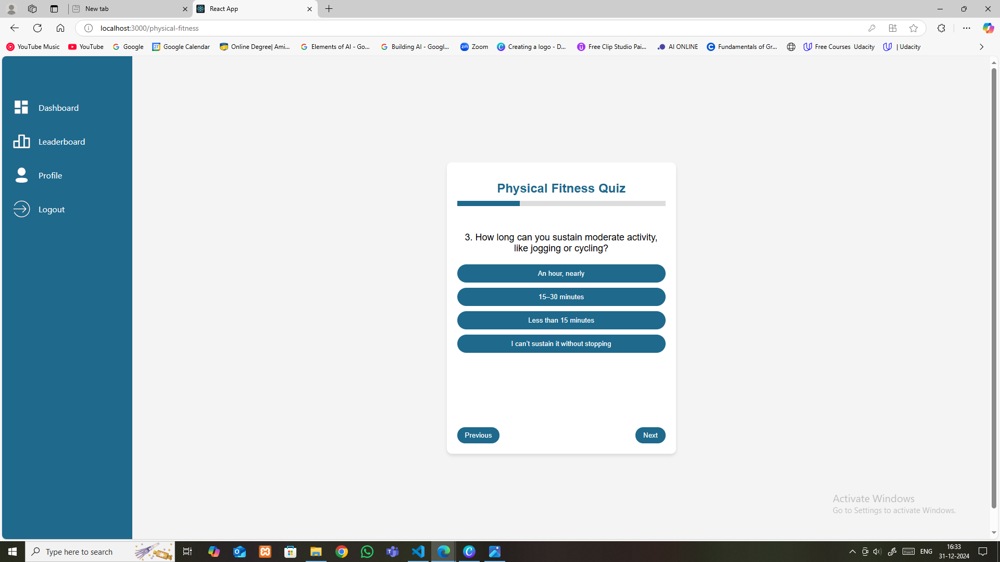 New tab
React App
localhost:3000/physical-fitness
YouTube Music
YouTube
Google
Google Calendar
Online Degree| Ami...
Elements of AI - Go...
Building AI - Googl...
Zoom
Creating a logo - D...
Free Clip Studio Pai...
AI ONLINE
Fundamentals of Gr...
Free Courses Udacity
| Udacity
Dashboard
Leaderboard
Profile
Logout
Physical Fitness Quiz
3. How long can you sustain moderate activity,
like jogging or cycling?
An hour, nearly
15–30 minutes
Less than 15 minutes
I can’t sustain it without stopping
Previous
Next
Activate Windows
Go to Settings to activate Windows.
Type here to search
ENG
16:33
31-12-2024